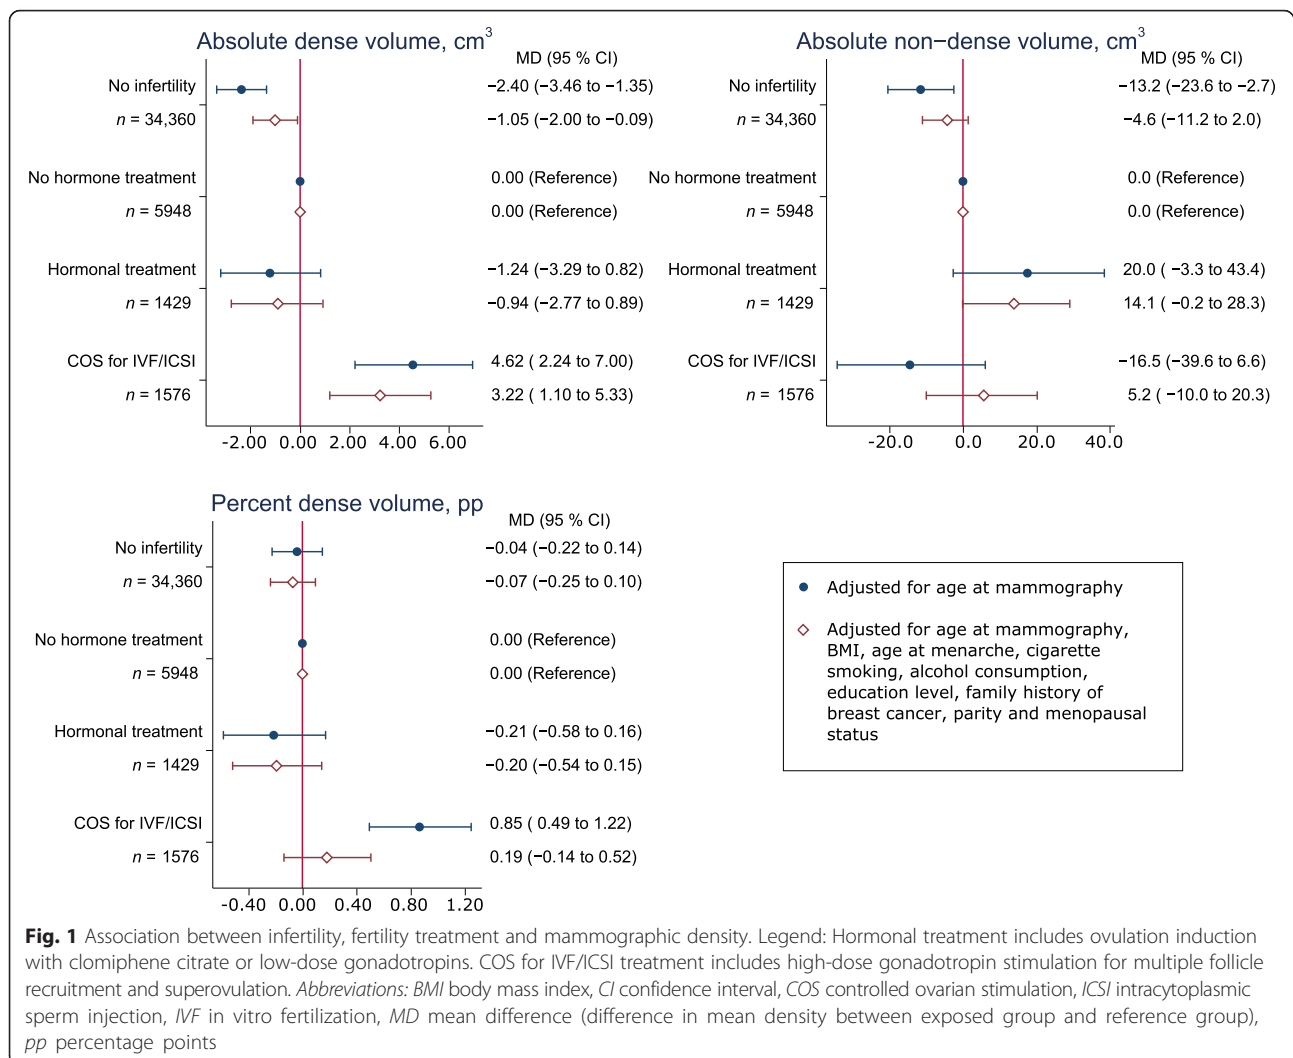 Absolute dense volume, cm³
MD (95 % CI)
No infertility
−2.40 (−3.46 to −1.35)
n = 34,360
−1.05 (−2.00 to −0.09)
No hormone treatment
0.00 (Reference)
n = 5948
0.00 (Reference)
Hormonal treatment
−1.24 (−3.29 to 0.82)
n = 1429
−0.94 (−2.77 to 0.89)
COS for IVF/ICSI
4.62 ( 2.24 to 7.00)
n = 1576
3.22 ( 1.10 to 5.33)
-2.00 0.00 2.00 4.00 6.00
Absolute non−dense volume, cm³
MD (95 % CI)
No infertility
−13.2 (−23.6 to −2.7)
n = 34,360
−4.6 (−11.2 to 2.0)
No hormone treatment
0.0 (Reference)
n = 5948
0.0 (Reference)
Hormonal treatment
20.0 ( −3.3 to 43.4)
n = 1429
14.1 ( −0.2 to 28.3)
COS for IVF/ICSI
−16.5 (−39.6 to 6.6)
n = 1576
5.2 ( −10.0 to 20.3)
-20.0 0.0 20.0 40.0
Percent dense volume, pp
MD (95 % CI)
No infertility
−0.04 (−0.22 to 0.14)
n = 34,360
−0.07 (−0.25 to 0.10)
No hormone treatment
0.00 (Reference)
n = 5948
0.00 (Reference)
Hormonal treatment
−0.21 (−0.58 to 0.16)
n = 1429
−0.20 (−0.54 to 0.15)
COS for IVF/ICSI
0.85 ( 0.49 to 1.22)
n = 1576
0.19 (−0.14 to 0.52)
-0.40 0.00 0.40 0.80 1.20
Adjusted for age at mammography
Adjusted for age at mammography,
BMI, age at menarche, cigarette
smoking, alcohol consumption,
education level, family history of
breast cancer, parity and menopausal
status
Fig. 1 Association between infertility, fertility treatment and mammographic density. Legend: Hormonal treatment includes ovulation induction
with clomiphene citrate or low-dose gonadotropins. COS for IVF/ICSI treatment includes high-dose gonadotropin stimulation for multiple follicle
recruitment and superovulation. Abbreviations: BMI body mass index, CI confidence interval, COS controlled ovarian stimulation, ICSI intracytoplasmic
sperm injection, IVF in vitro fertilization, MD mean difference (difference in mean density between exposed group and reference group),
pp percentage points